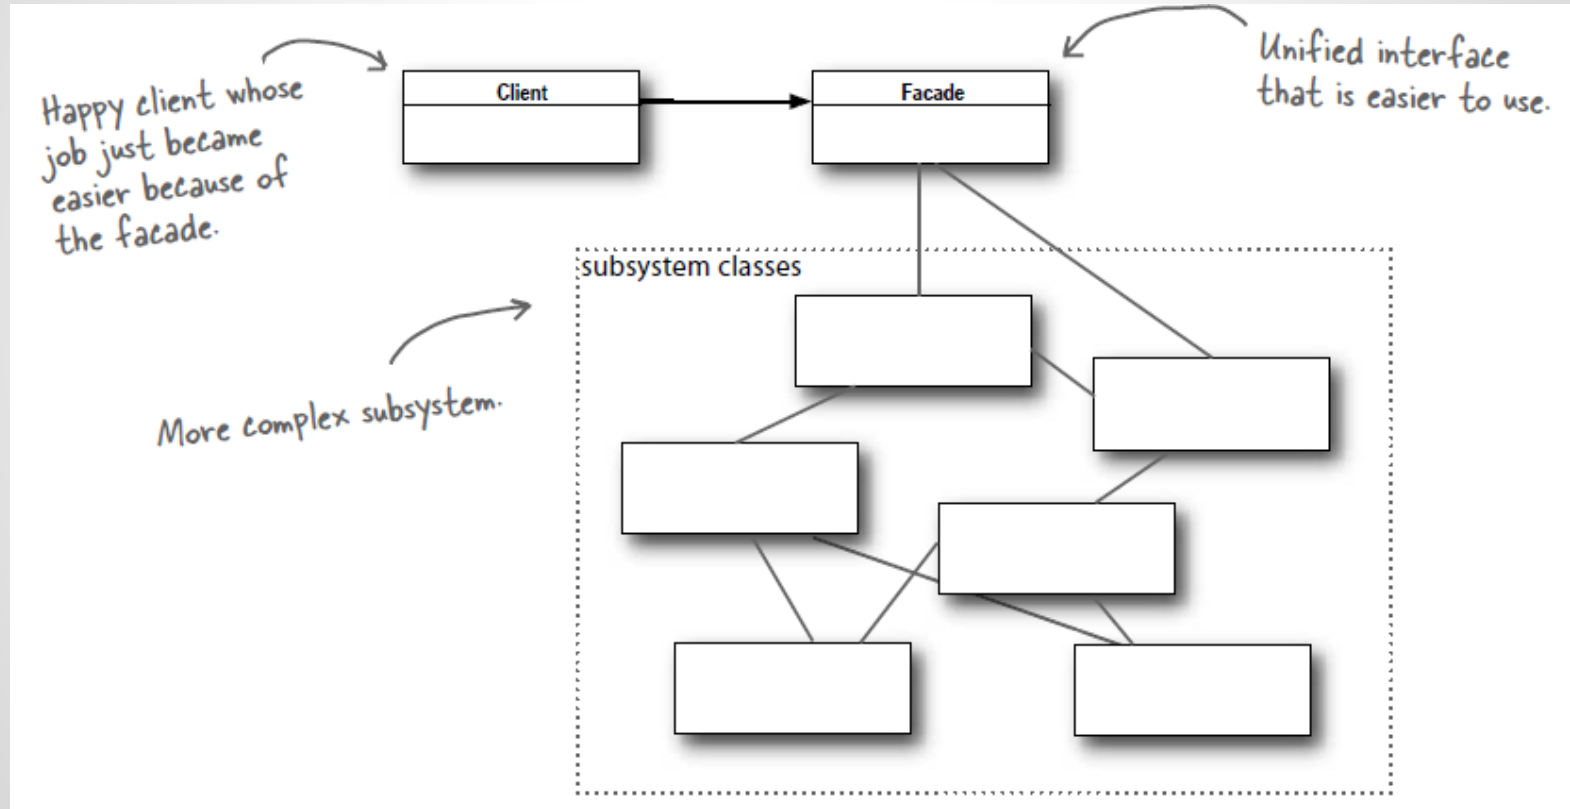 Happy client whose
job just became
easier because of
the facade.
Client
Facade
Unified interface
that is easier to use.
subsystem classes
More complex subsystem.